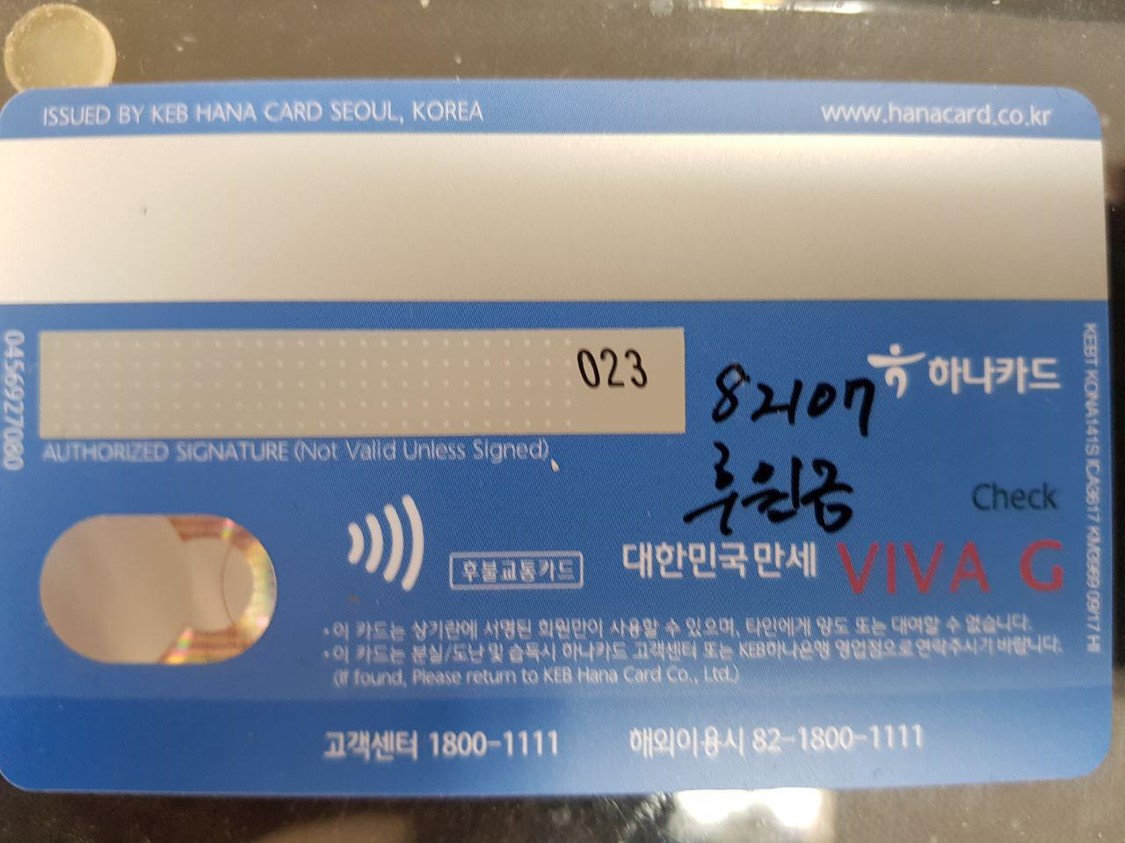 ISSUED BY KEB HANA CARD SEOUL, KOREA
www.hanacard.co.kr
0456927080
023
AUTHORIZED SIGNATURE (Not Valid Unless Signed)
82107
후원금
하나카드
Check
후불교통카드
대한민국만세 VIVA G
• 이 카드는 상기란에 서명된 회원만이 사용할 수 있으며, 타인에게 양도 또는 대여할 수 없습니다.
• 이 카드는 분실/도난 및 습득시 하나카드 고객센터 또는 KEB하나은행 영업점으로 연락주시기 바랍니다.
(If found, Please return to KEB Hana Card Co., Ltd.)
고객센터 1800-1111
해외이용시 82-1800-1111